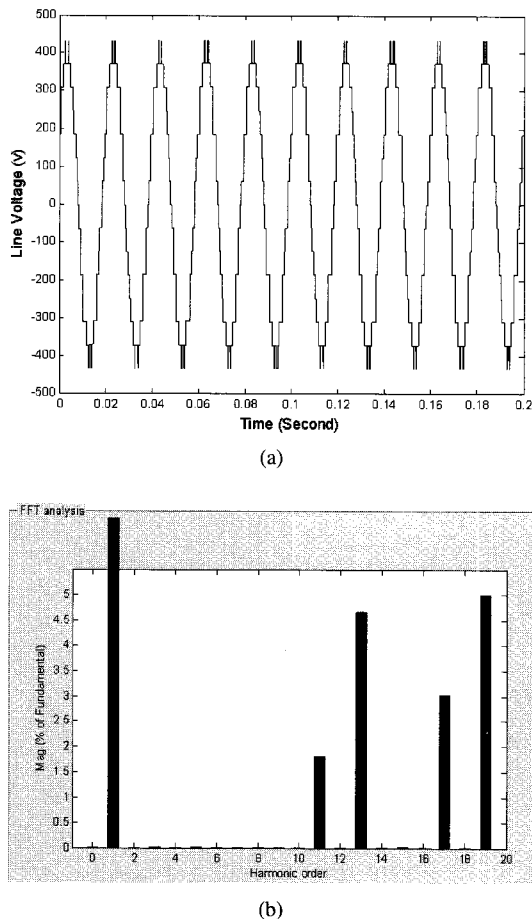 500
400
300
200
100
0
-100
-200
-300
-400
-500
Line Voltage (v)
0 0.02 0.04 0.06 0.08 0.1 0.12 0.14 0.16 0.18 0.2
Time (Second)
(a)
FFT analysis
5
4.5
4
3.5
3
2.5
2
1.5
1
0.5
0
Mag (% of Fundamental)
0 2 4 6 8 10 12 14 16 18 20
Harmonic order
(b)